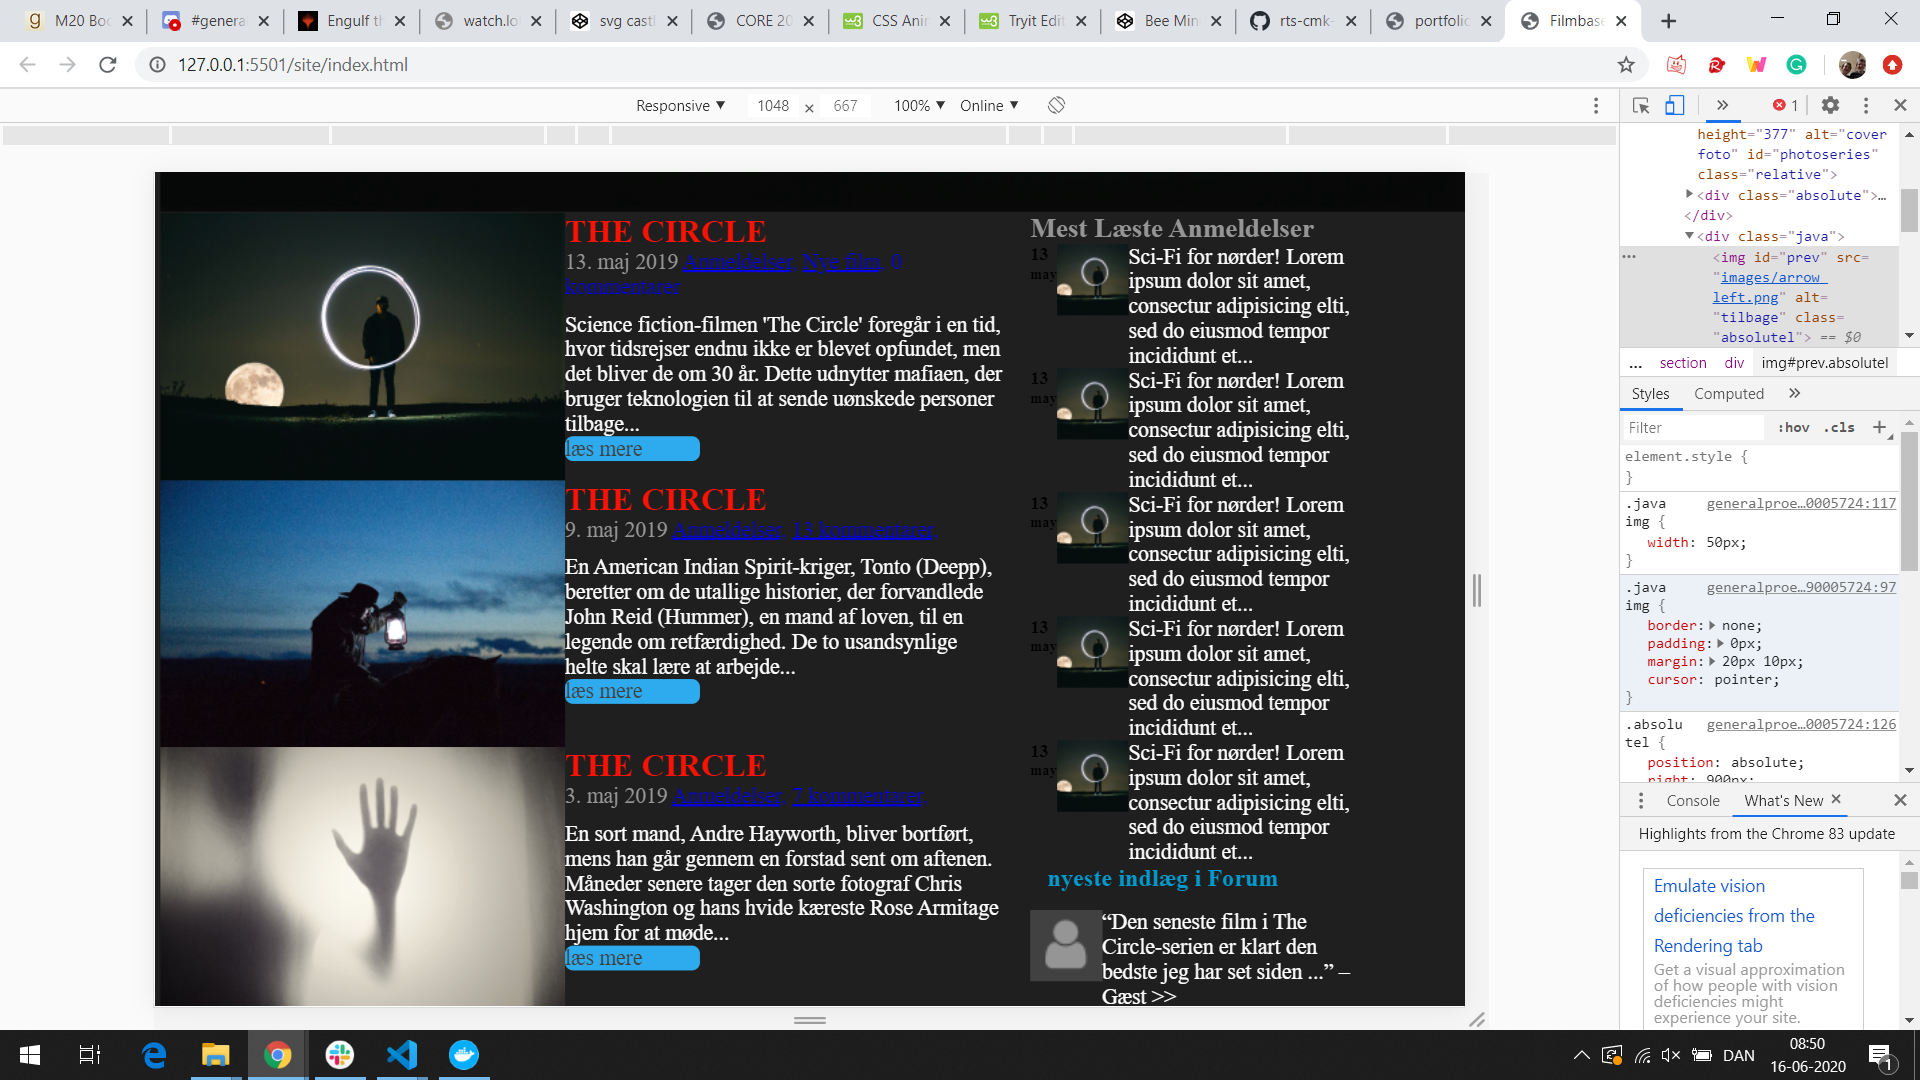 M20 Boo
#genera
Engulf th
watch.lo
svg castl
CORE 20
CSS Anin
Tryit Edit
Bee Min
rts-cmk-
portfolio
Filmbase
127.0.0.1:5501/site/index.html
Responsive ▼ 1048 × 667 100% ▼ Online ▼
1
height="377" alt="cover
foto" id="photoseries"
class="relative">
<div class="absolute">…
</div>
<div class="java">
<img id="prev" src=
"images/arrow_
left.png" alt=
"tilbage" class=
"absolutel"> == $0
... section div img#prev.absolutel
Styles Computed »
Filter :hov .cls +
element.style {
}
.java generalproe…0005724:117
img {
width: 50px;
}
.java generalproe…90005724:97
img {
border: none;
padding: 0px;
margin: 20px 10px;
cursor: pointer;
}
.absolu generalproe…0005724:126
tel {
position: absolute;
right: 900px;
Console What's New ×
Highlights from the Chrome 83 update
Emulate vision
deficiencies from the
Rendering tab
Get a visual approximation
of how people with vision
deficiencies might
experience your site.
THE CIRCLE
13. maj 2019 Anmeldelser, Nye film, 0
kommentarer
Science fiction-filmen 'The Circle' foregår i en tid,
hvor tidsrejser endnu ikke er blevet opfundet, men
det bliver de om 30 år. Dette udnytter mafiaen, der
bruger teknologien til at sende uønskede personer
tilbage...
læs mere
THE CIRCLE
9. maj 2019 Anmeldelser, 13 kommentarer,
En American Indian Spirit-kriger, Tonto (Deepp),
beretter om de utallige historier, der forvandlede
John Reid (Hummer), en mand af loven, til en
legende om retfærdighed. De to usandsynlige
helte skal lære at arbejde...
læs mere
THE CIRCLE
3. maj 2019 Anmeldelser, 7 kommentarer,
En sort mand, Andre Hayworth, bliver bortført,
mens han går gennem en forstad sent om aftenen.
Måneder senere tager den sorte fotograf Chris
Washington og hans hvide kæreste Rose Armitage
hjem for at møde...
læs mere
Mest Læste Anmeldelser
13
may
Sci-Fi for nørder! Lorem
ipsum dolor sit amet,
consectur adipisicing elti,
sed do eiusmod tempor
incididunt et...
13
may
Sci-Fi for nørder! Lorem
ipsum dolor sit amet,
consectur adipisicing elti,
sed do eiusmod tempor
incididunt et...
13
may
Sci-Fi for nørder! Lorem
ipsum dolor sit amet,
consectur adipisicing elti,
sed do eiusmod tempor
incididunt et...
13
may
Sci-Fi for nørder! Lorem
ipsum dolor sit amet,
consectur adipisicing elti,
sed do eiusmod tempor
incididunt et...
13
may
Sci-Fi for nørder! Lorem
ipsum dolor sit amet,
consectur adipisicing elti,
sed do eiusmod tempor
incididunt et...
nyeste indlæg i Forum
“Den seneste film i The
Circle-serien er klart den
bedste jeg har set siden ...” –
Gæst >>
DAN
08:50
16-06-2020
1